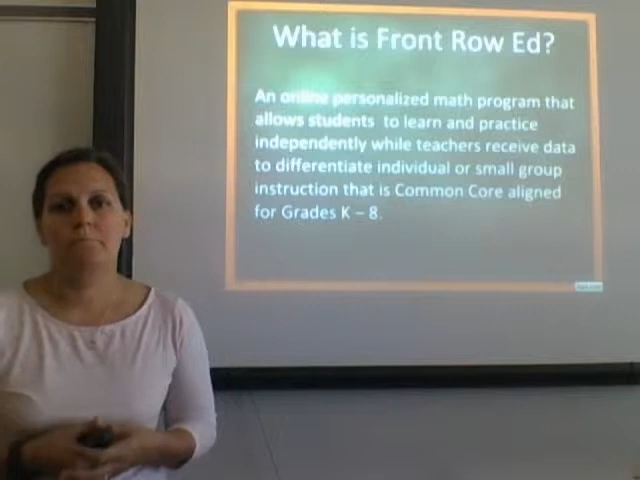 What is Front Row Ed?
An online personalized math program that
allows students to learn and practice
independently while teachers receive data
to differentiate individual or small group
instruction that is Common Core aligned
for Grades K – 8.